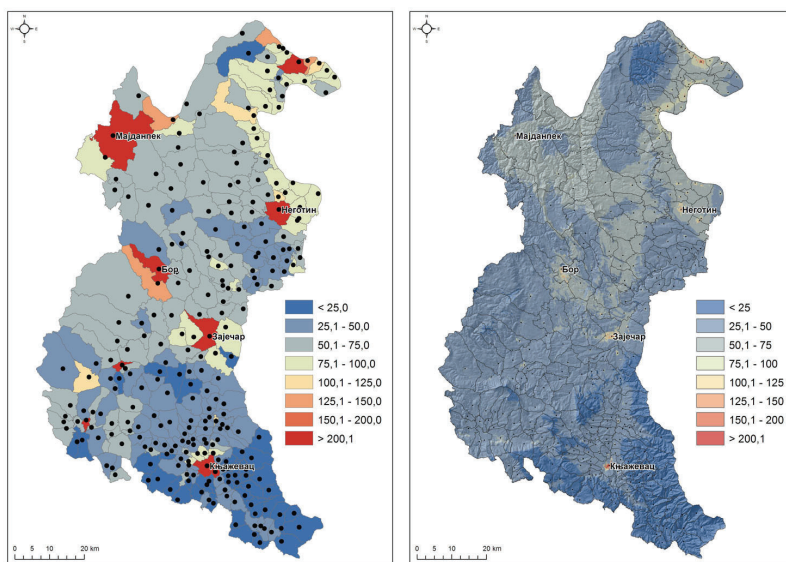 N
W E
S
Мајданпек
Неготин
Бор
Зајечар
Књажевац
< 25,0
25,1 - 50,0
50,1 - 75,0
75,1 - 100,0
100,1 - 125,0
125,1 - 150,0
150,1 - 200,0
> 200,1
0 5 10 20 km
N
W E
S
Мајданпек
Неготин
Бор
Зајечар
Књажевац
< 25
25,1 - 50
50,1 - 75
75,1 - 100
100,1 - 125
125,1 - 150
150,1 - 200
> 200,1
0 5 10 20 km